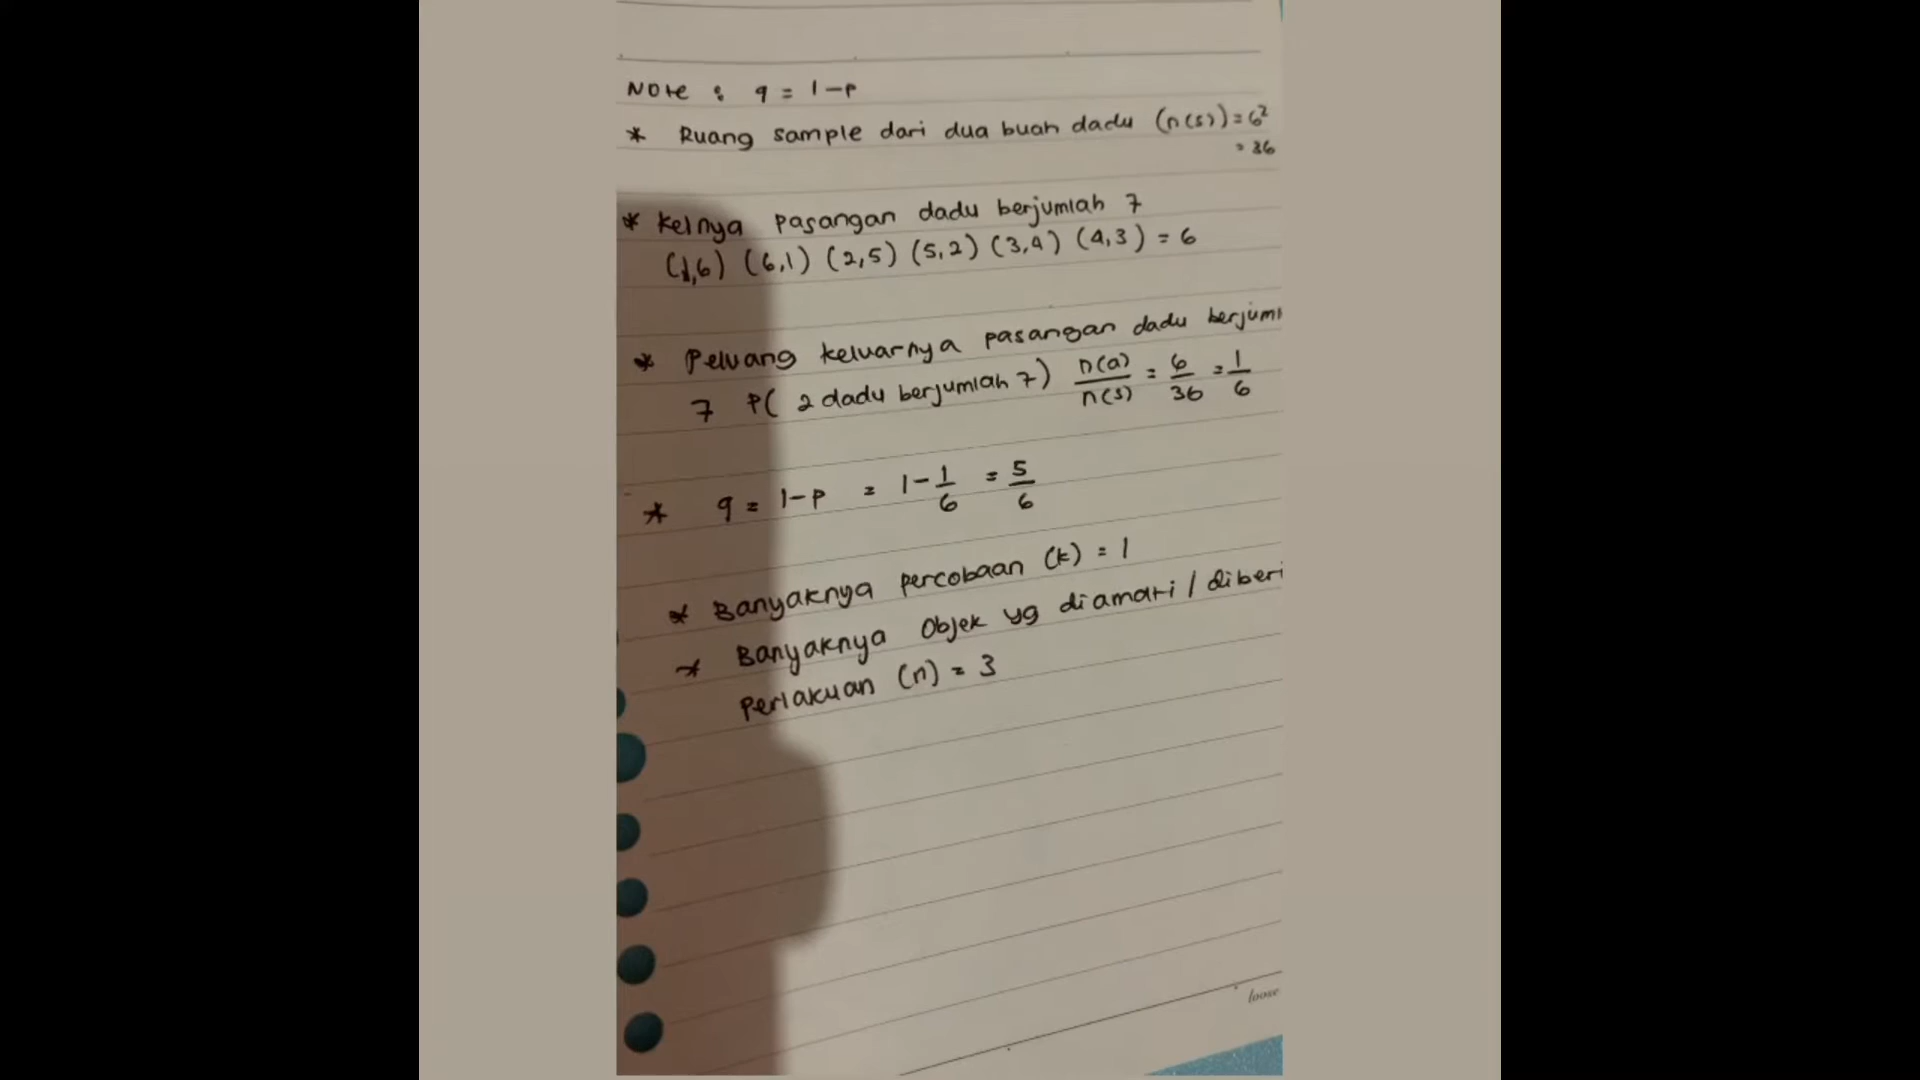 Note : q = 1-p
* Ruang sample dari dua buah dadu (n(s)) = 6²
= 36
* Kelnya pasangan dadu berjumlah 7
(1,6) (6,1) (2,5) (5,2) (3,4) (4,3) = 6
* Peluang keluarnya pasangan dadu berjuml
7 P( 2 dadu berjumlah 7) n(a)/n(s) = 6/36 = 1/6
* q = 1-p = 1-1/6 = 5/6
* Banyaknya percobaan (k) = 1
* Banyaknya Objek yg diamati / diberi
Perlakuan (n) = 3
loose